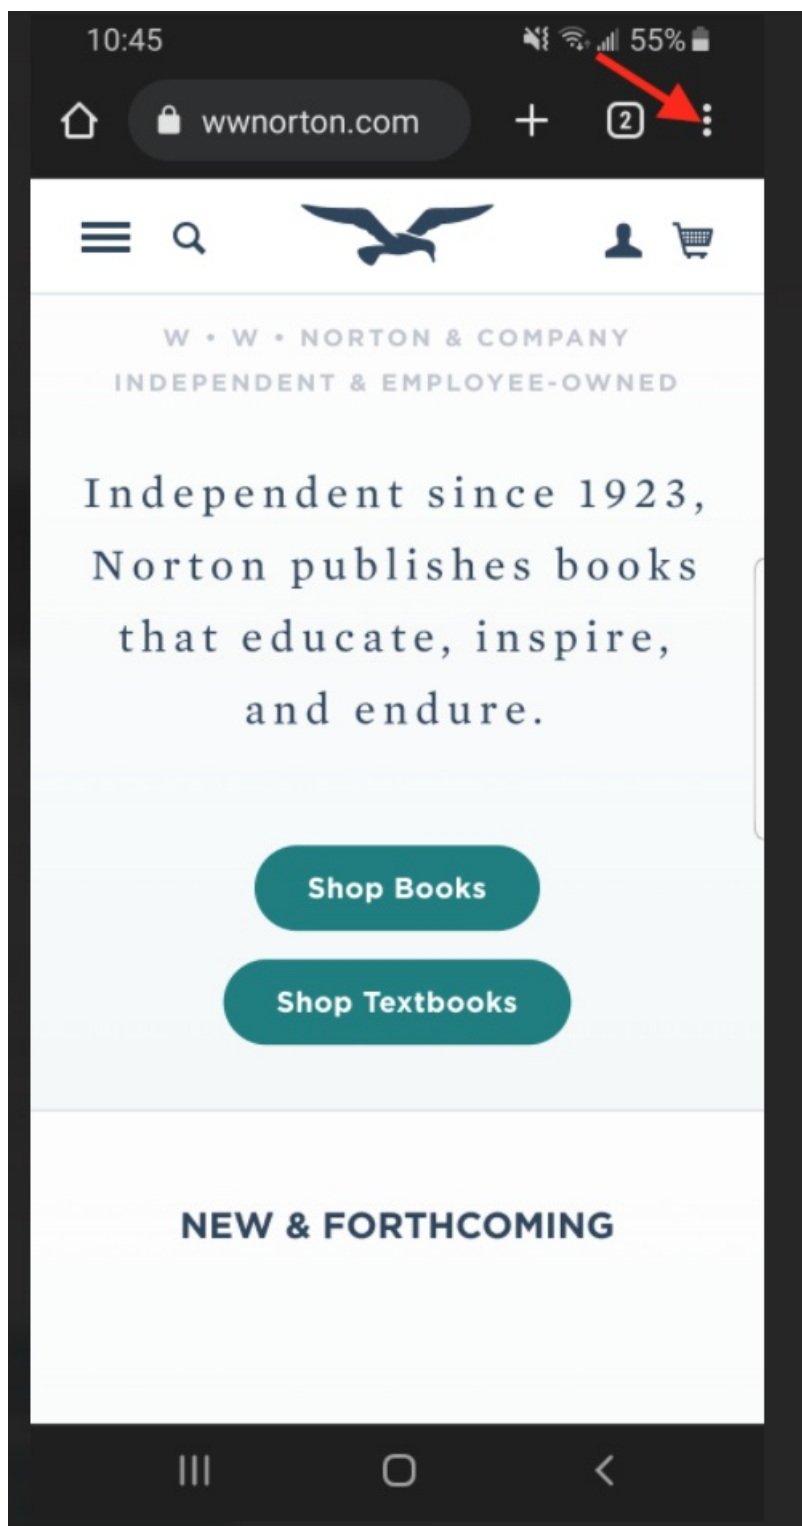 10:45 55%
wwnorton.com 2
W • W • NORTON & COMPANY
INDEPENDENT & EMPLOYEE-OWNED
Independent since 1923,
Norton publishes books
that educate, inspire,
and endure.
Shop Books
Shop Textbooks
NEW & FORTHCOMING